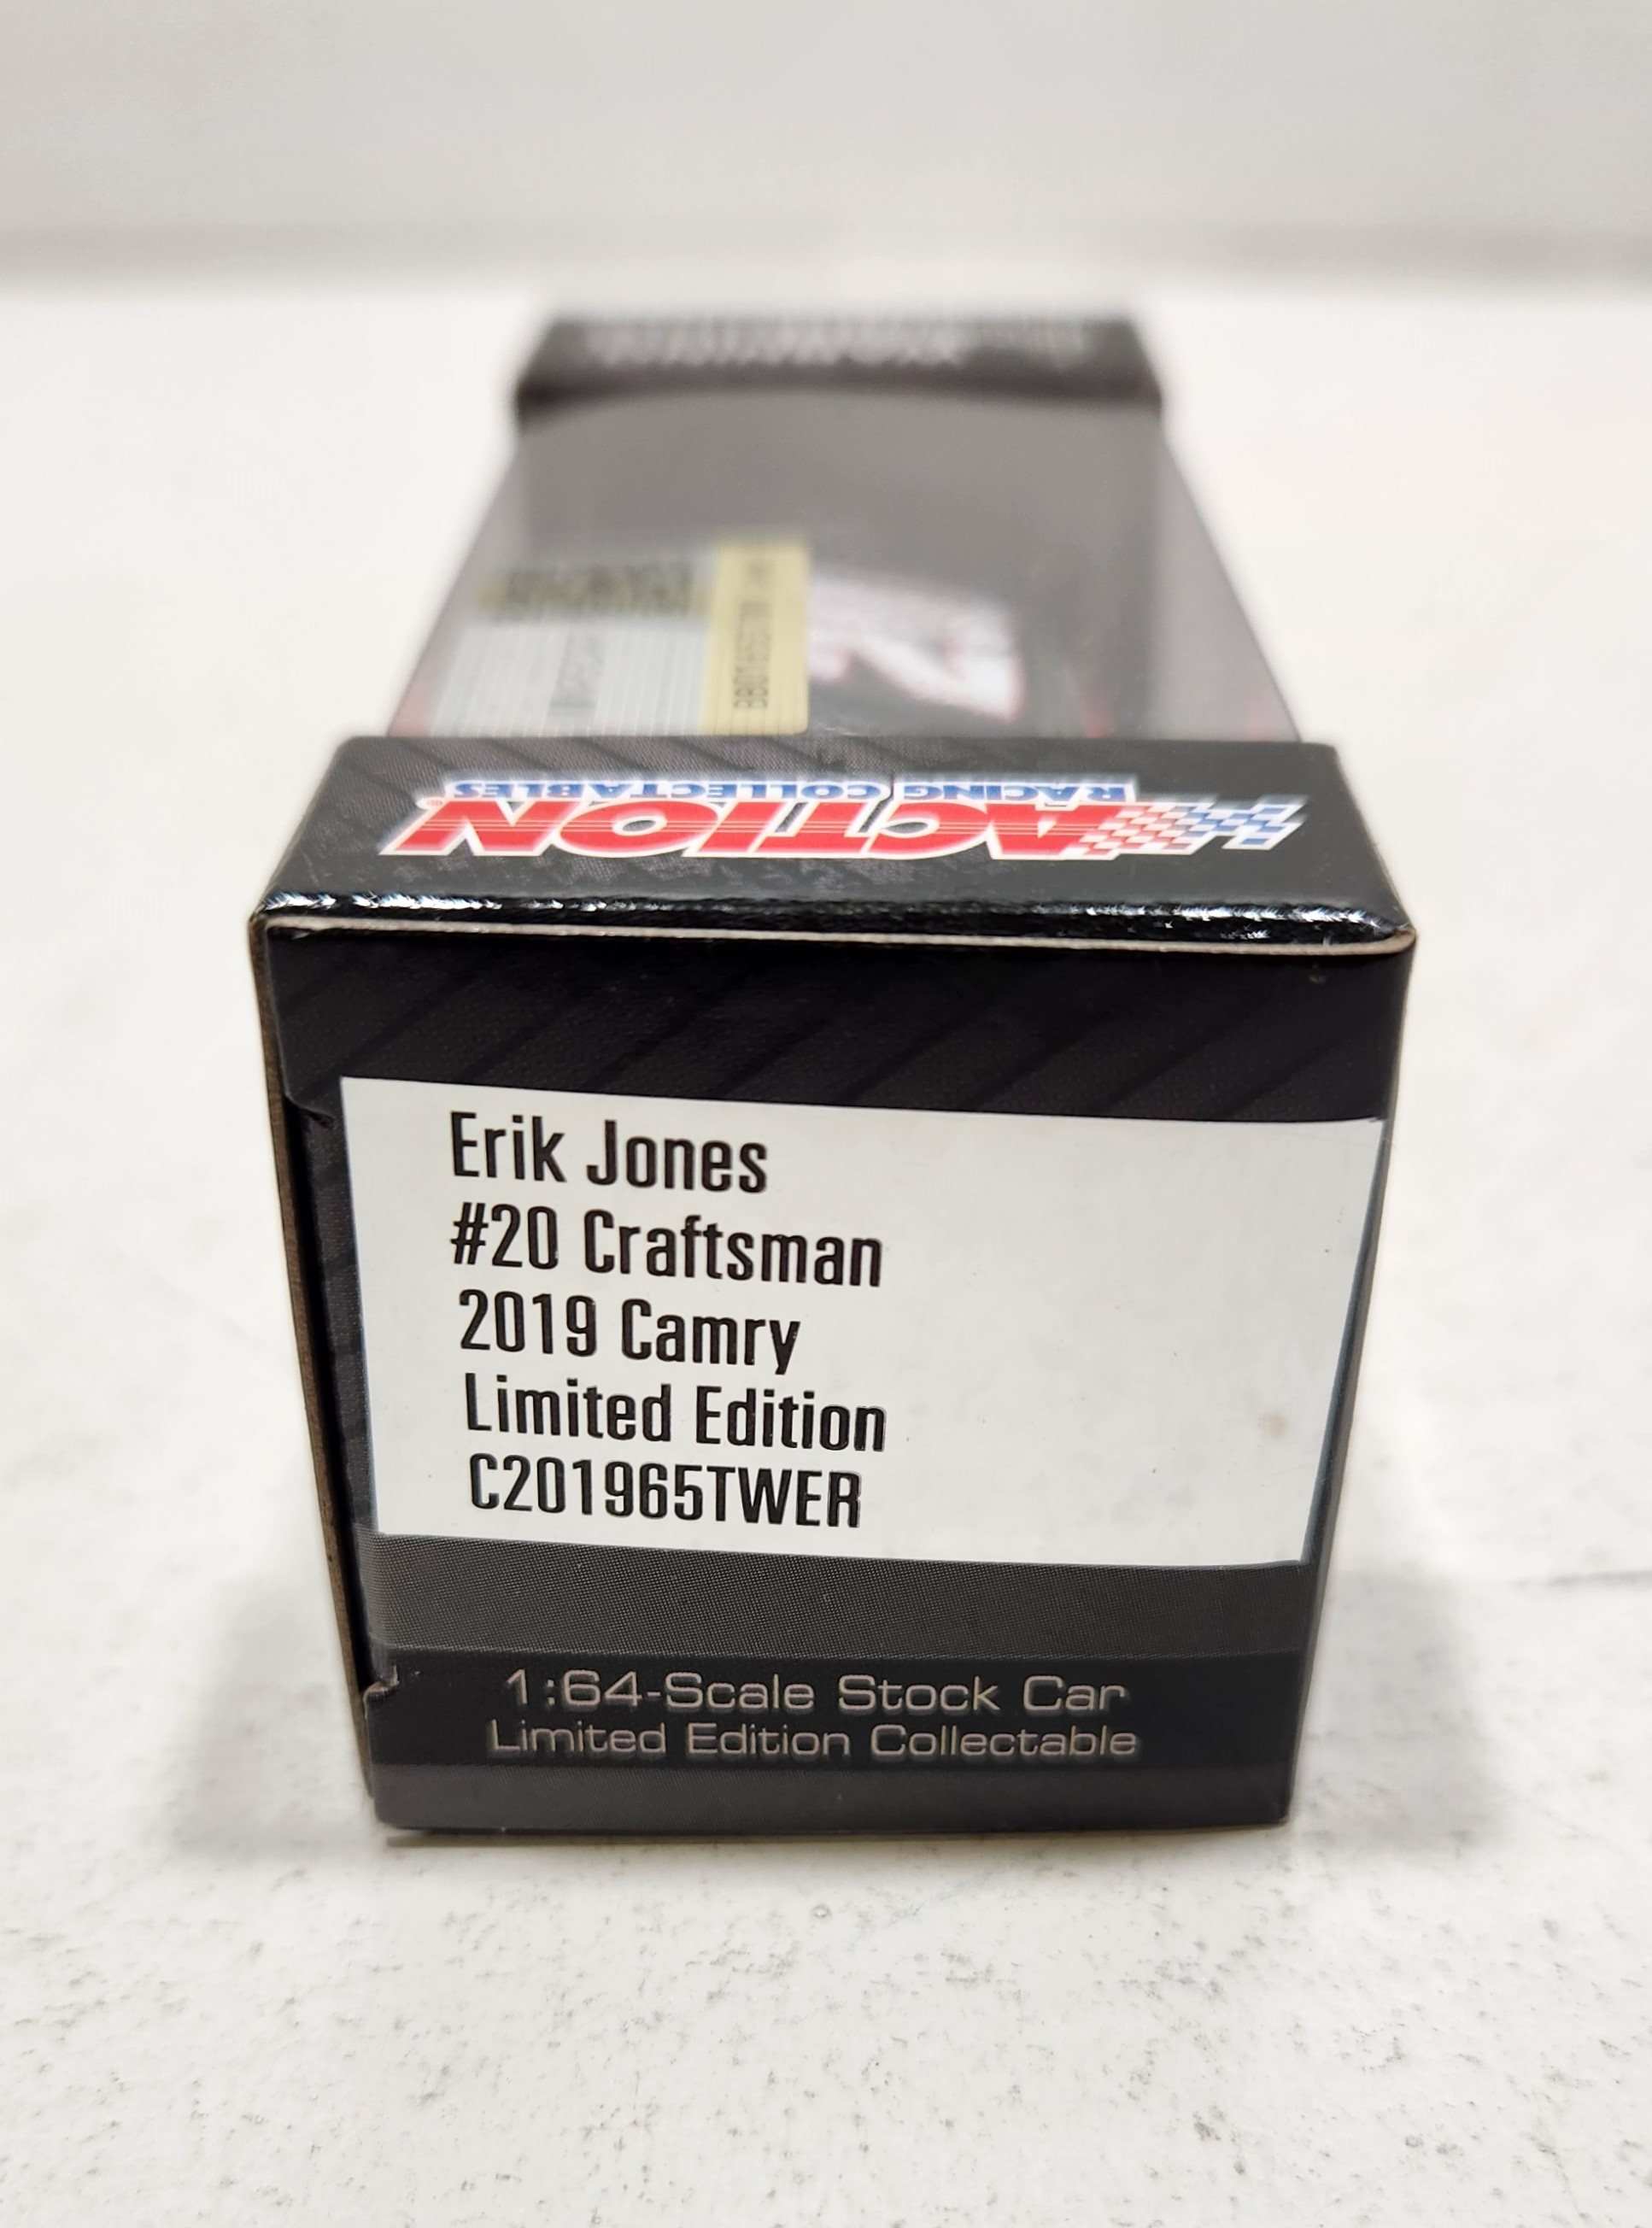 ACTION
RACING COLLECTABLES
Erik Jones
#20 Craftsman
2019 Camry
Limited Edition
C201965TWER
1:64-Scale Stock Car
Limited Edition Collectable